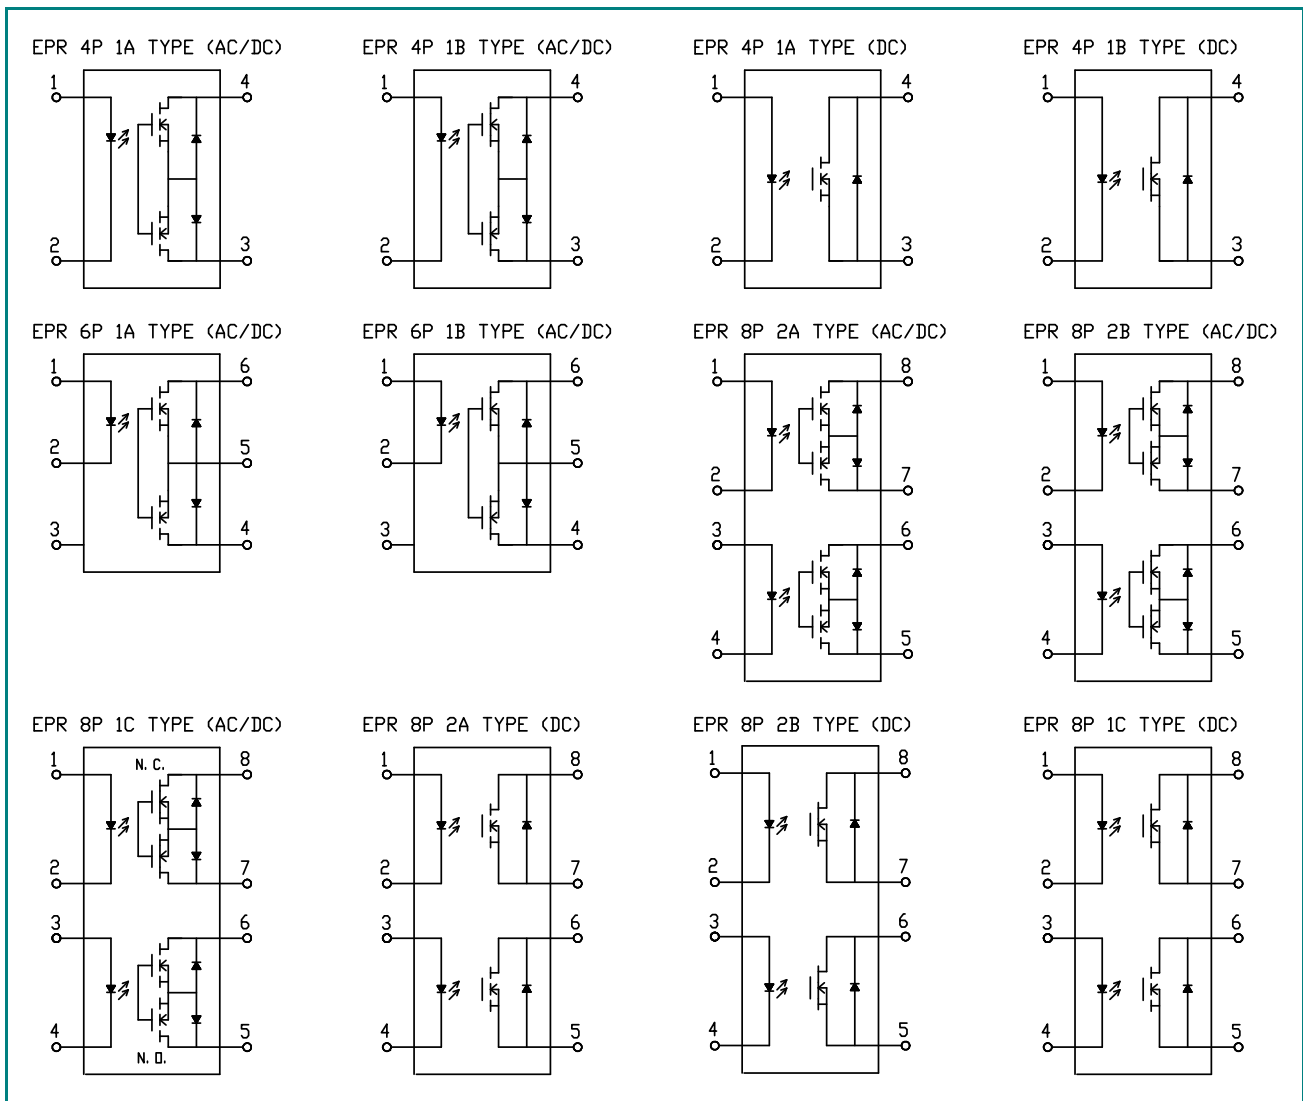 EPR 4P 1A TYPE (AC/DC) EPR 4P 1B TYPE (AC/DC) EPR 4P 1A TYPE (DC) EPR 4P 1B TYPE (DC)
1 4 1 4 1 4 1 4
2 3 2 3 2 3 2 3
EPR 6P 1A TYPE (AC/DC) EPR 6P 1B TYPE (AC/DC) EPR 8P 2A TYPE (AC/DC) EPR 8P 2B TYPE (AC/DC)
1 6 1 6 1 8 1 8
2 5 2 5 2 7 2 7
3 4 3 4 3 6 3 6
4 5 4 5
EPR 8P 1C TYPE (AC/DC) EPR 8P 2A TYPE (DC) EPR 8P 2B TYPE (DC) EPR 8P 1C TYPE (DC)
1 N. C. 8 1 8 1 8 1 8
2 7 2 7 2 7 2 7
3 6 3 6 3 6 3 6
4 5 4 5 4 5 4 5
N. O.